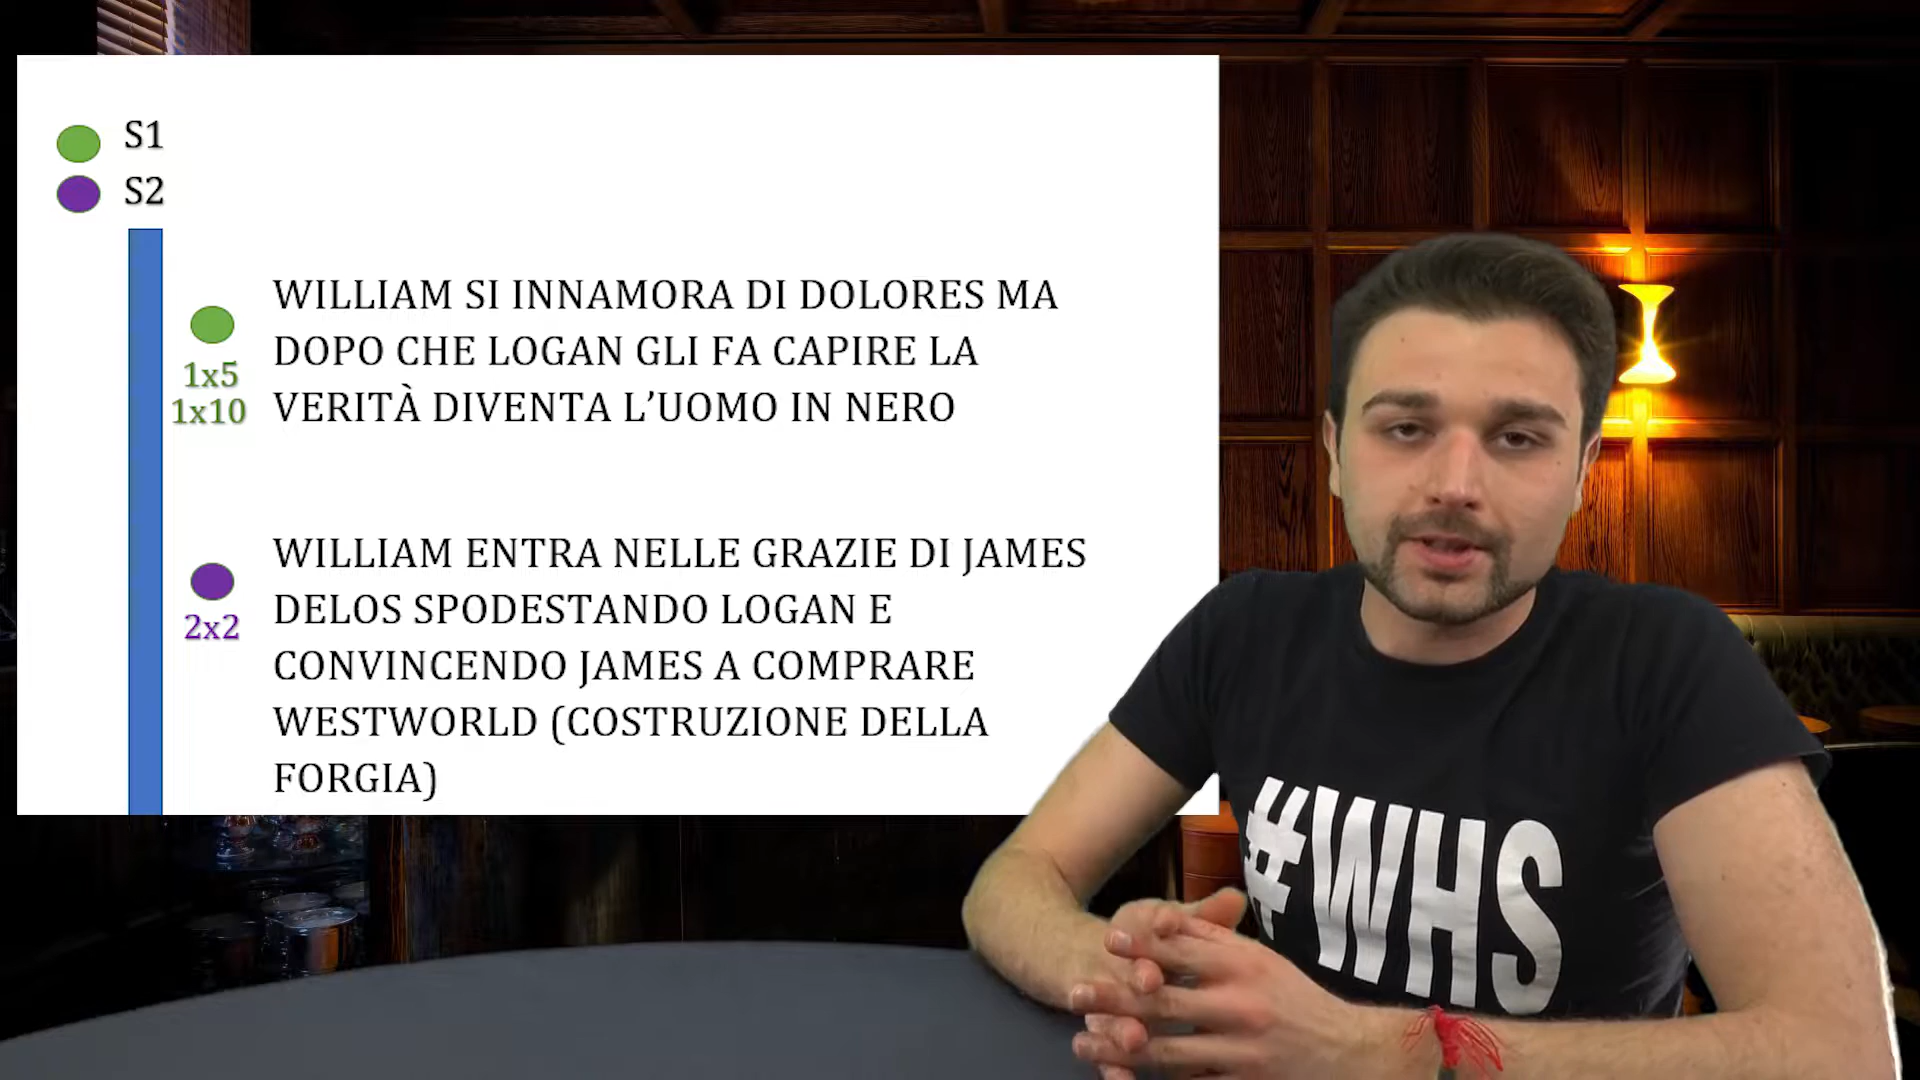 S1
S2
WILLIAM SI INNAMORA DI DOLORES MA
DOPO CHE LOGAN GLI FA CAPIRE LA
VERITÀ DIVENTA L’UOMO IN NERO
1x5
1x10
WILLIAM ENTRA NELLE GRAZIE DI JAMES
DELOS SPODESTANDO LOGAN E
CONVINCENDO JAMES A COMPRARE
WESTWORLD (COSTRUZIONE DELLA
FORGIA)
2x2
#WHS